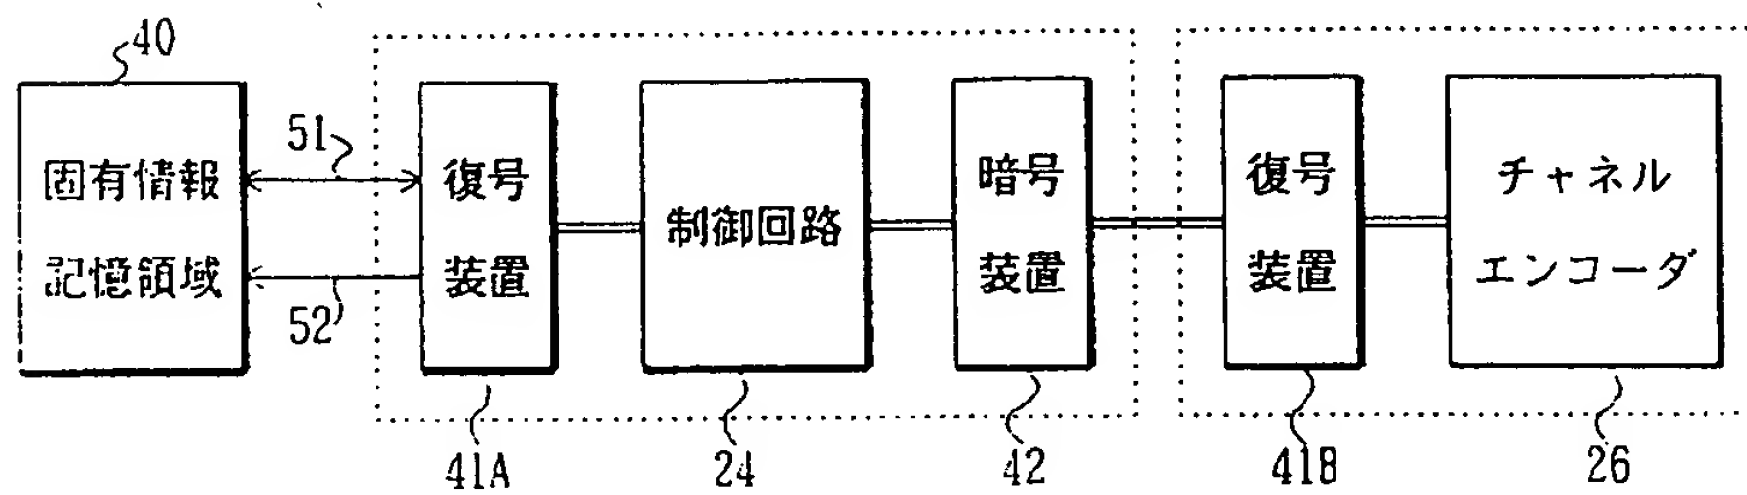 40
51
52
固有情報
記憶領域
復号
装置
制御回路
暗号
装置
復号
装置
チャネル
エンコーダ
41A
24
42
41B
26